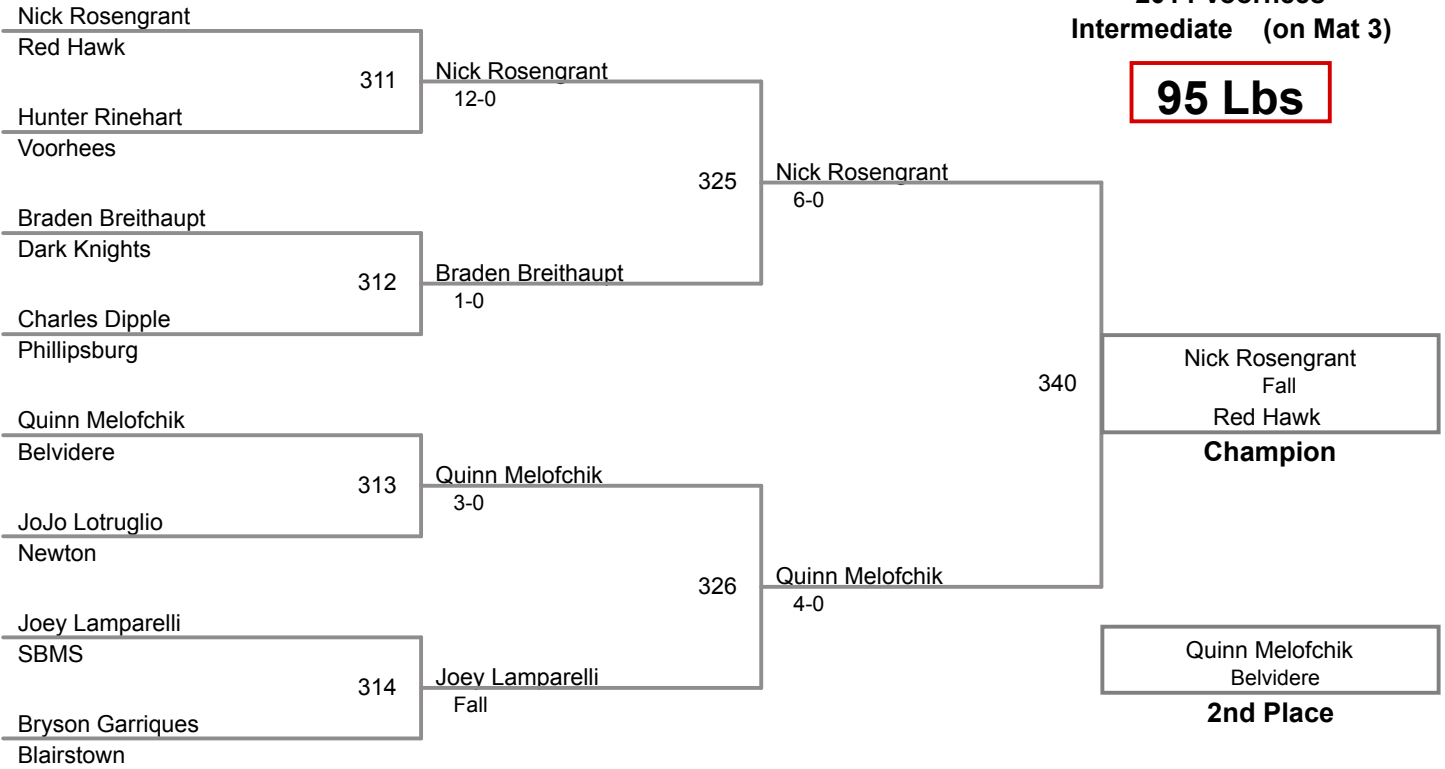 Intermediate (on Mat 3)
95 Lbs
Nick Rosengrant
Red Hawk
311
Hunter Rinehart
Voorhees
Nick Rosengrant
12-0
Braden Breithaupt
Dark Knights
312
Charles Dipple
Phillipsburg
Braden Breithaupt
1-0
325
Nick Rosengrant
6-0
Quinn Melofchik
Belvidere
313
JoJo Lotruglio
Newton
Quinn Melofchik
3-0
Joey Lamparelli
SBMS
314
Bryson Garriques
Blairstown
Joey Lamparelli
Fall
326
Quinn Melofchik
4-0
340
Nick Rosengrant
Fall
Red Hawk
Champion
Quinn Melofchik
Belvidere
2nd Place